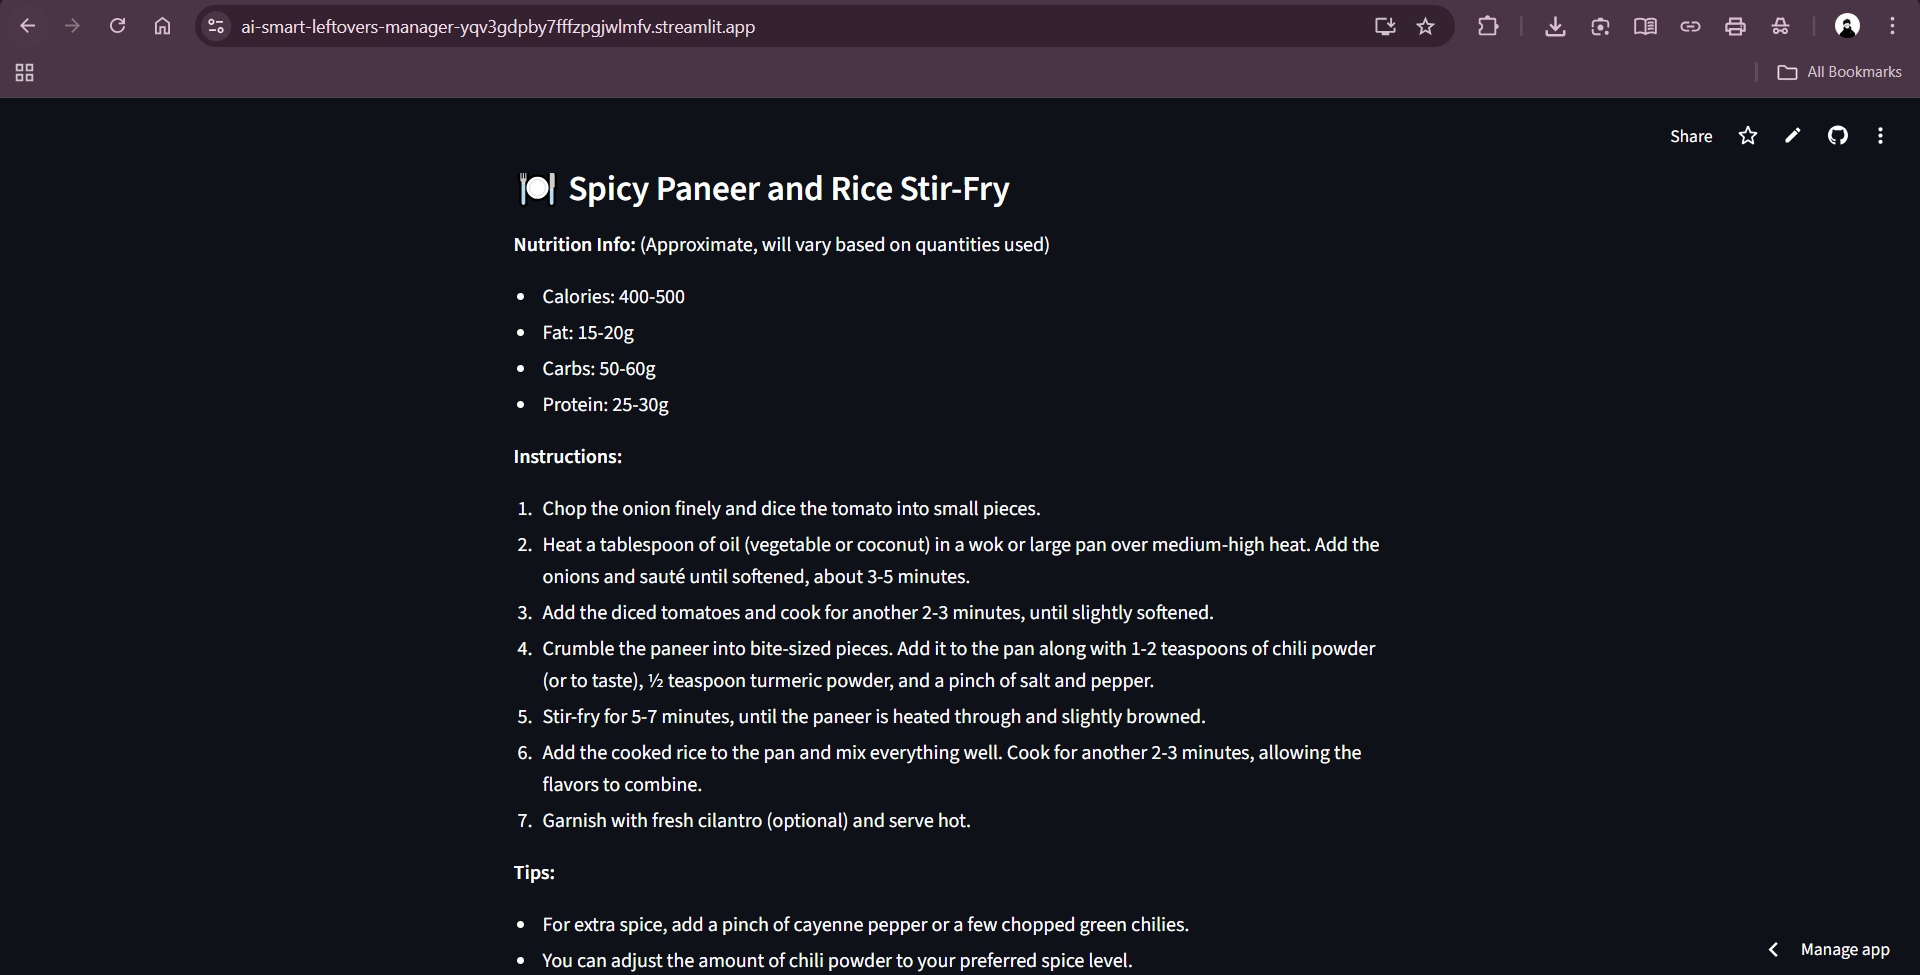 ai-smart-leftovers-manager-yqv3gdpby7fffzpgjwlmfv.streamlit.app
All Bookmarks
Share
Spicy Paneer and Rice Stir-Fry
Nutrition Info: (Approximate, will vary based on quantities used)
• Calories: 400-500
• Fat: 15-20g
• Carbs: 50-60g
• Protein: 25-30g
Instructions:
1. Chop the onion finely and dice the tomato into small pieces.
2. Heat a tablespoon of oil (vegetable or coconut) in a wok or large pan over medium-high heat. Add the
onions and sauté until softened, about 3-5 minutes.
3. Add the diced tomatoes and cook for another 2-3 minutes, until slightly softened.
4. Crumble the paneer into bite-sized pieces. Add it to the pan along with 1-2 teaspoons of chili powder
(or to taste), ½ teaspoon turmeric powder, and a pinch of salt and pepper.
5. Stir-fry for 5-7 minutes, until the paneer is heated through and slightly browned.
6. Add the cooked rice to the pan and mix everything well. Cook for another 2-3 minutes, allowing the
flavors to combine.
7. Garnish with fresh cilantro (optional) and serve hot.
Tips:
• For extra spice, add a pinch of cayenne pepper or a few chopped green chilies.
• You can adjust the amount of chili powder to your preferred spice level.
Manage app